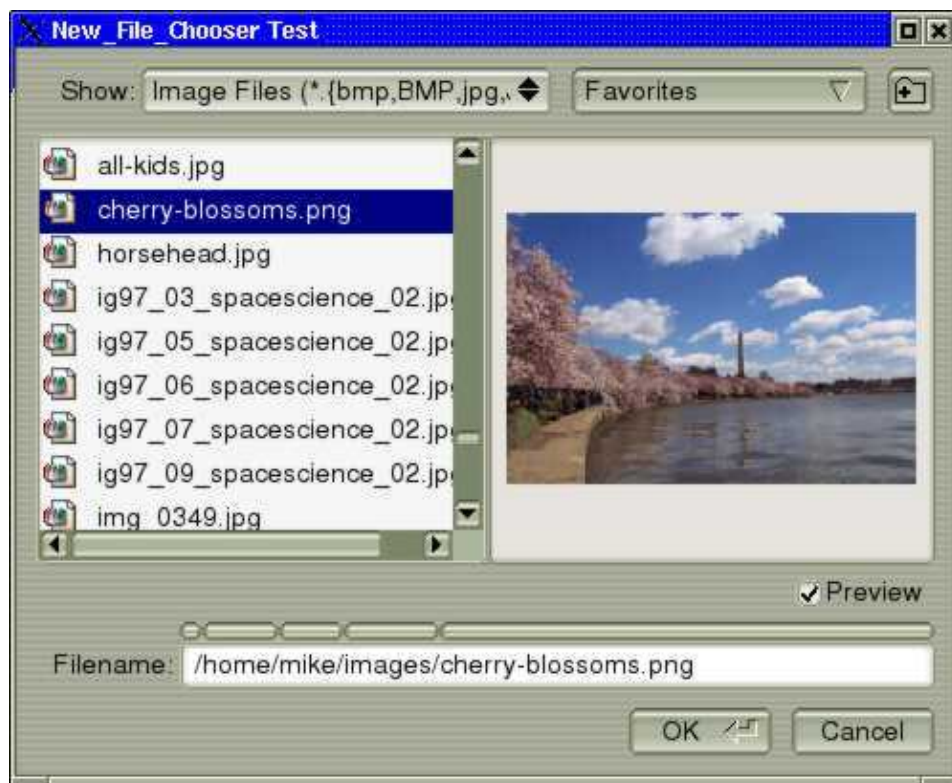 New_File_Chooser Test
Show: Image Files (*.{bmp,BMP,jpg, Favorites
all-kids.jpg
cherry-blossoms.png
horsehead.jpg
ig97_03_spacescience_02.jpg
ig97_05_spacescience_02.jp
ig97_06_spacescience_02.jp
ig97_07_spacescience_02.jp
ig97_09_spacescience_02.jp
img_0349.jpg
Preview
Filename: /home/mike/images/cherry-blossoms.png
OK Cancel